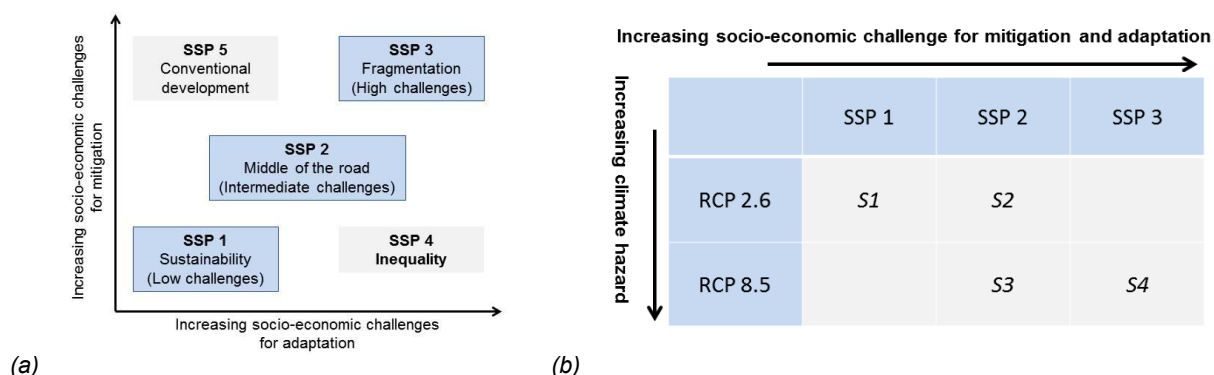 Increasing socio-economic challenges
for mitigation
SSP 5
Conventional
development
SSP 3
Fragmentation
(High challenges)
SSP 2
Middle of the road
(Intermediate challenges)
SSP 1
Sustainability
(Low challenges)
SSP 4
Inequality
Increasing socio-economic challenges
for adaptation
(a)
Increasing socio-economic challenge for mitigation and adaptation
Increasing climate hazard
SSP 1 SSP 2 SSP 3
RCP 2.6 S1 S2
RCP 8.5 S3 S4
(b)